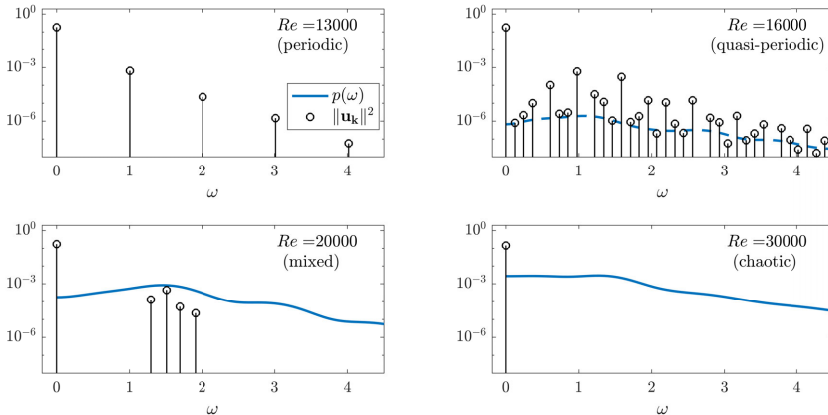 10^0
10^-3
10^-6
0
1
2
3
4
ω
Re =13000
(periodic)
p(ω)
‖u_k‖^2
10^0
10^-3
10^-6
0
1
2
3
4
ω
Re =16000
(quasi-periodic)
10^0
10^-3
10^-6
0
1
2
3
4
ω
Re =20000
(mixed)
10^0
10^-3
10^-6
0
1
2
3
4
ω
Re =30000
(chaotic)